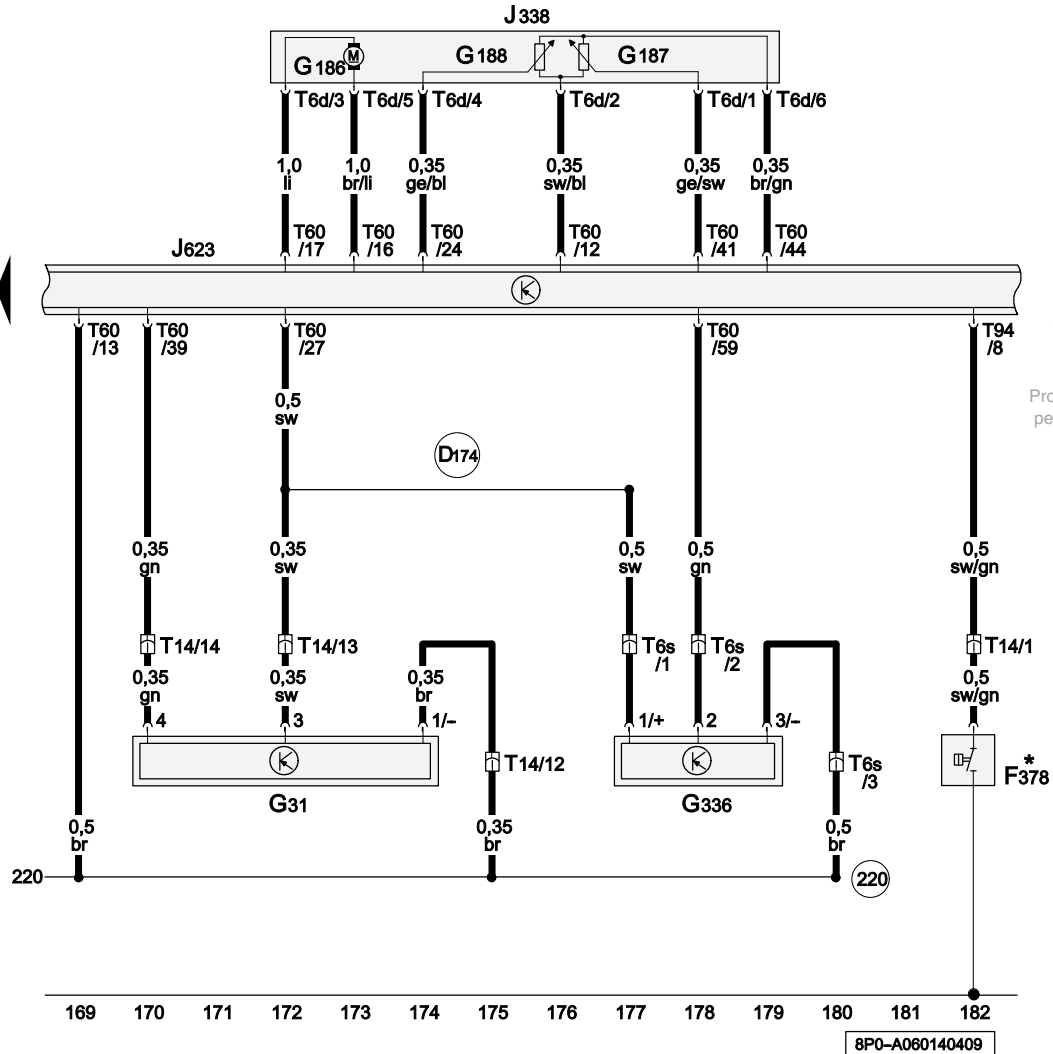 J338
G186 M G188 G187
T6d/3 T6d/5 T6d/4 T6d/2 T6d/1 T6d/6
1,0 1,0 0,35 0,35 0,35 0,35
li br/li ge/bl sw/bl ge/sw br/gn
J623
T60 T60 T60 T60 T60 T60
/17 /16 /24 /12 /41 /44
T60 T60 T60 T60 T94
/13 /39 /27 /59 /8
0,5
sw
Pro
pe
D174
0,35 0,35 0,5 0,5 0,5
gn sw sw gn sw/gn
T14/14 T14/13 T6s T6s T14/1
/1 /2
0,35 0,35 0,35 0,5
gn sw br sw/gn
4 3 1/– 1/+ 2 3/–
T14/12 T6s
/3
G31 G336 F378*
0,5 0,35 0,5
br br br
220 220
169 170 171 172 173 174 175 176 177 178 179 180 181 182
8P0–A060140409